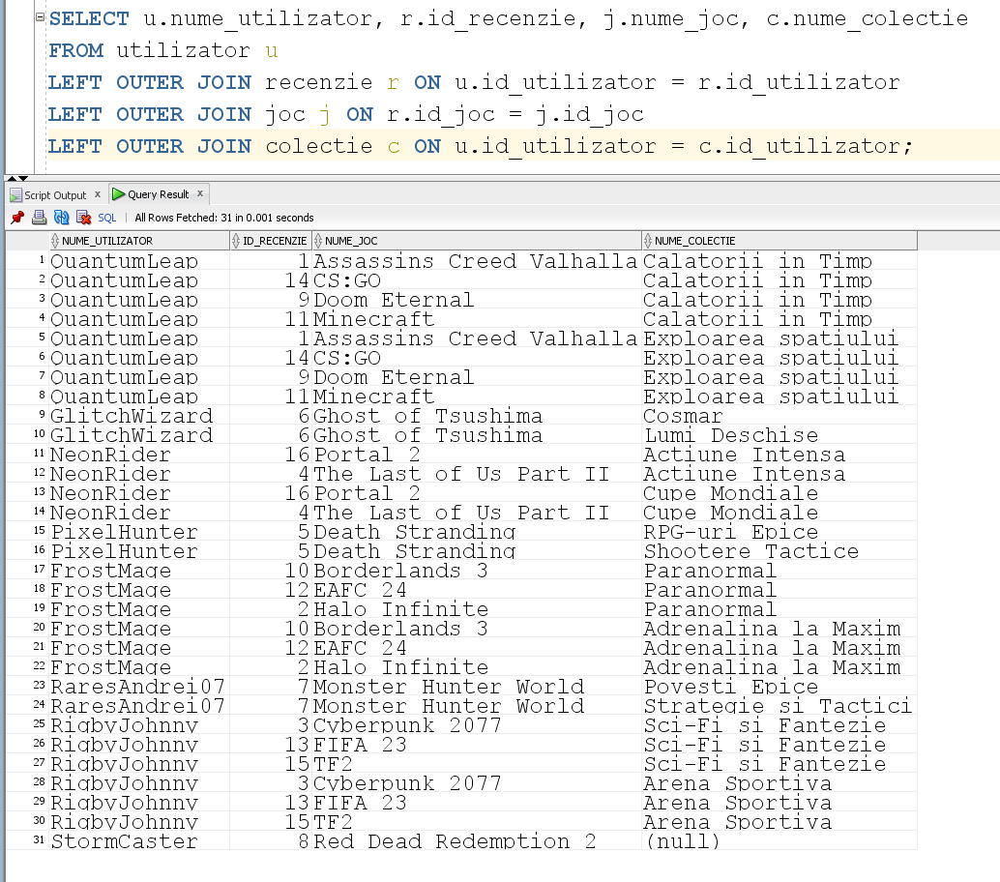 SELECT u.nume_utilizator, r.id_recenzie, j.nume_joc, c.nume_colectie
FROM utilizator u
LEFT OUTER JOIN recenzie r ON u.id_utilizator = r.id_utilizator
LEFT OUTER JOIN joc j ON r.id_joc = j.id_joc
LEFT OUTER JOIN colectie c ON u.id_utilizator = c.id_utilizator;
Script Output x Query Result x
SQL | All Rows Fetched: 31 in 0.001 seconds
NUME_UTILIZATOR ID_RECENZIE NUME_JOC NUME_COLECTIE
1 QuantumLeap 1 Assassins Creed Valhalla Calatorii in Timp
2 QuantumLeap 14 CS:GO Calatorii in Timp
3 QuantumLeap 9 Doom Eternal Calatorii in Timp
4 QuantumLeap 11 Minecraft Calatorii in Timp
5 QuantumLeap 1 Assassins Creed Valhalla Exploarea spatiului
6 QuantumLeap 14 CS:GO Exploarea spatiului
7 QuantumLeap 9 Doom Eternal Exploarea spatiului
8 QuantumLeap 11 Minecraft Exploarea spatiului
9 GlitchWizard 6 Ghost of Tsushima Cosmar
10 GlitchWizard 6 Ghost of Tsushima Lumi Deschise
11 NeonRider 16 Portal 2 Actiune Intensa
12 NeonRider 4 The Last of Us Part II Actiune Intensa
13 NeonRider 16 Portal 2 Cupe Mondiale
14 NeonRider 4 The Last of Us Part II Cupe Mondiale
15 PixelHunter 5 Death Stranding RPG-uri Epice
16 PixelHunter 5 Death Stranding Shootere Tactice
17 FrostMage 10 Borderlands 3 Paranormal
18 FrostMage 12 EAFC 24 Paranormal
19 FrostMage 2 Halo Infinite Paranormal
20 FrostMage 10 Borderlands 3 Adrenalina la Maxim
21 FrostMage 12 EAFC 24 Adrenalina la Maxim
22 FrostMage 2 Halo Infinite Adrenalina la Maxim
23 RaresAndrei07 7 Monster Hunter World Povesti Epice
24 RaresAndrei07 7 Monster Hunter World Strategie si Tactici
25 RigbyJohnny 3 Cyberpunk 2077 Sci-Fi si Fantezie
26 RigbyJohnny 13 FIFA 23 Sci-Fi si Fantezie
27 RigbyJohnny 15 TF2 Sci-Fi si Fantezie
28 RigbyJohnny 3 Cyberpunk 2077 Arena Sportiva
29 RigbyJohnny 13 FIFA 23 Arena Sportiva
30 RigbyJohnny 15 TF2 Arena Sportiva
31 StormCaster 8 Red Dead Redemption 2 (null)